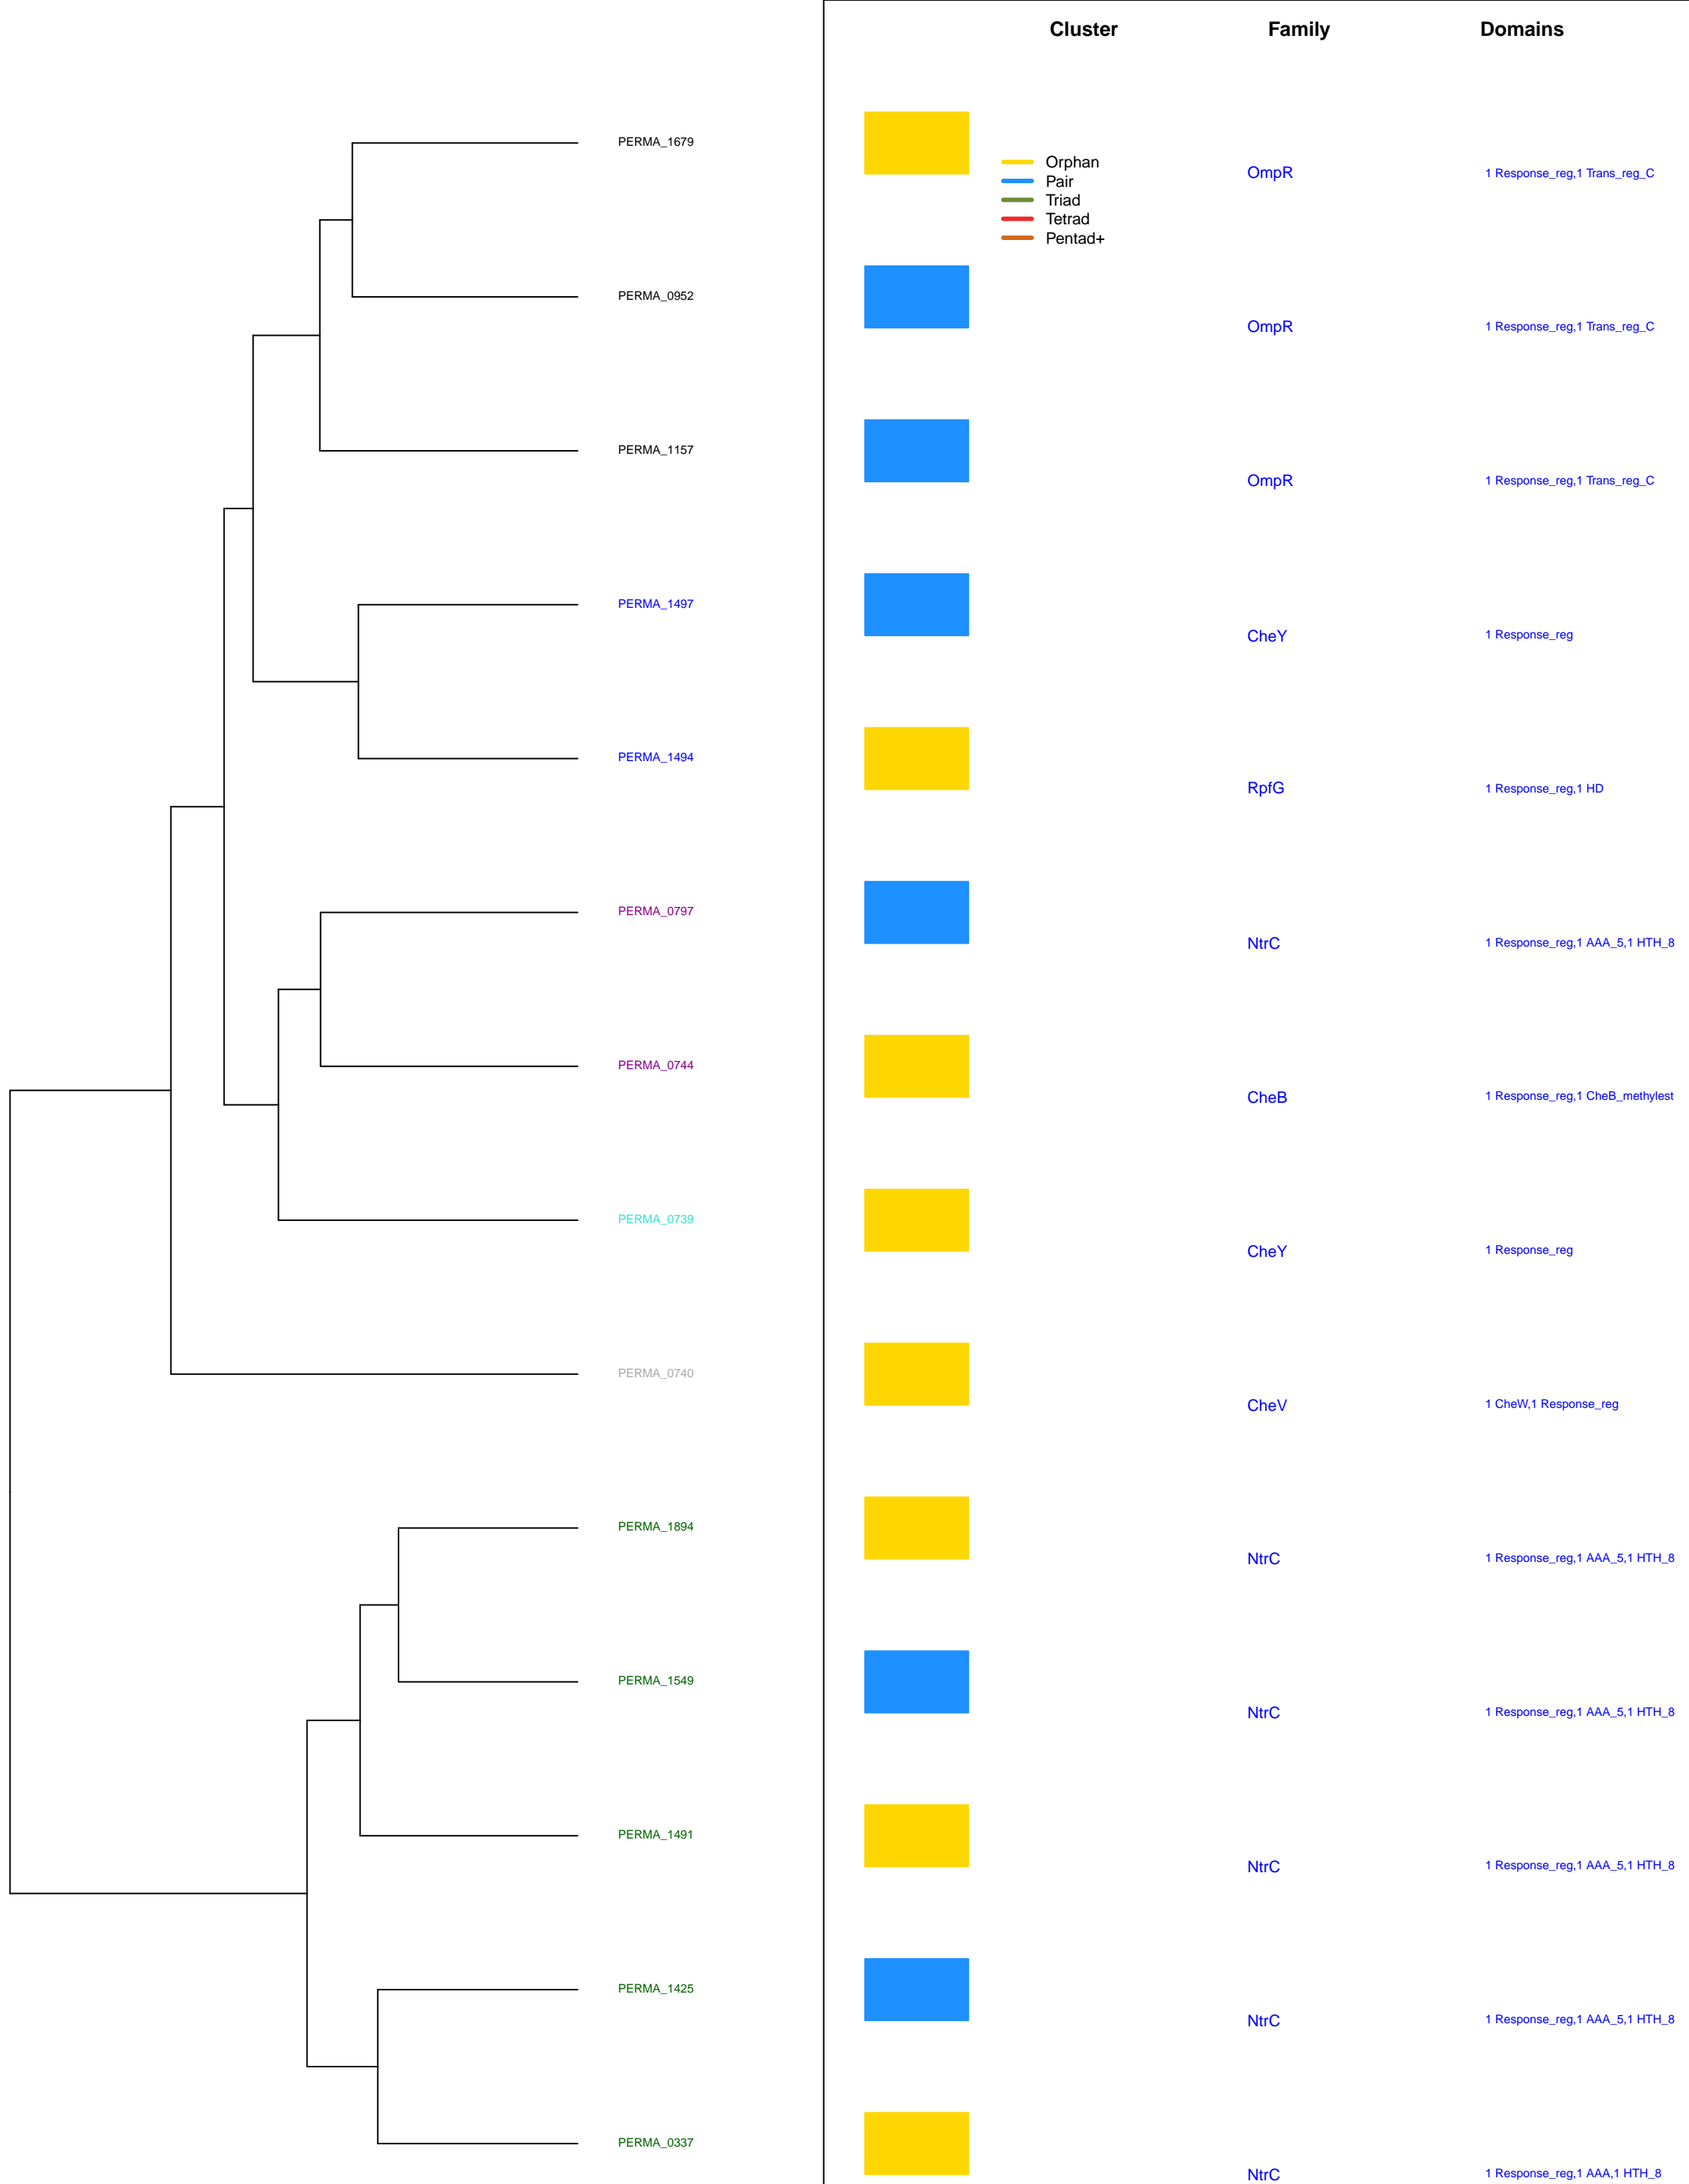 Cluster Family Domains
PERMA_1679
Orphan
Pair
Triad
Tetrad
Pentad+
OmpR 1 Response_reg,1 Trans_reg_C
PERMA_0952
OmpR 1 Response_reg,1 Trans_reg_C
PERMA_1157
OmpR 1 Response_reg,1 Trans_reg_C
PERMA_1497
CheY 1 Response_reg
PERMA_1494
RpfG 1 Response_reg,1 HD
PERMA_0797
NtrC 1 Response_reg,1 AAA_5,1 HTH_8
PERMA_0744
CheB 1 Response_reg,1 CheB_methylest
PERMA_0739
CheY 1 Response_reg
PERMA_0740
CheV 1 CheW,1 Response_reg
PERMA_1894
NtrC 1 Response_reg,1 AAA_5,1 HTH_8
PERMA_1549
NtrC 1 Response_reg,1 AAA_5,1 HTH_8
PERMA_1491
NtrC 1 Response_reg,1 AAA_5,1 HTH_8
PERMA_1425
NtrC 1 Response_reg,1 AAA_5,1 HTH_8
PERMA_0337
NtrC 1 Response_reg,1 AAA,1 HTH_8